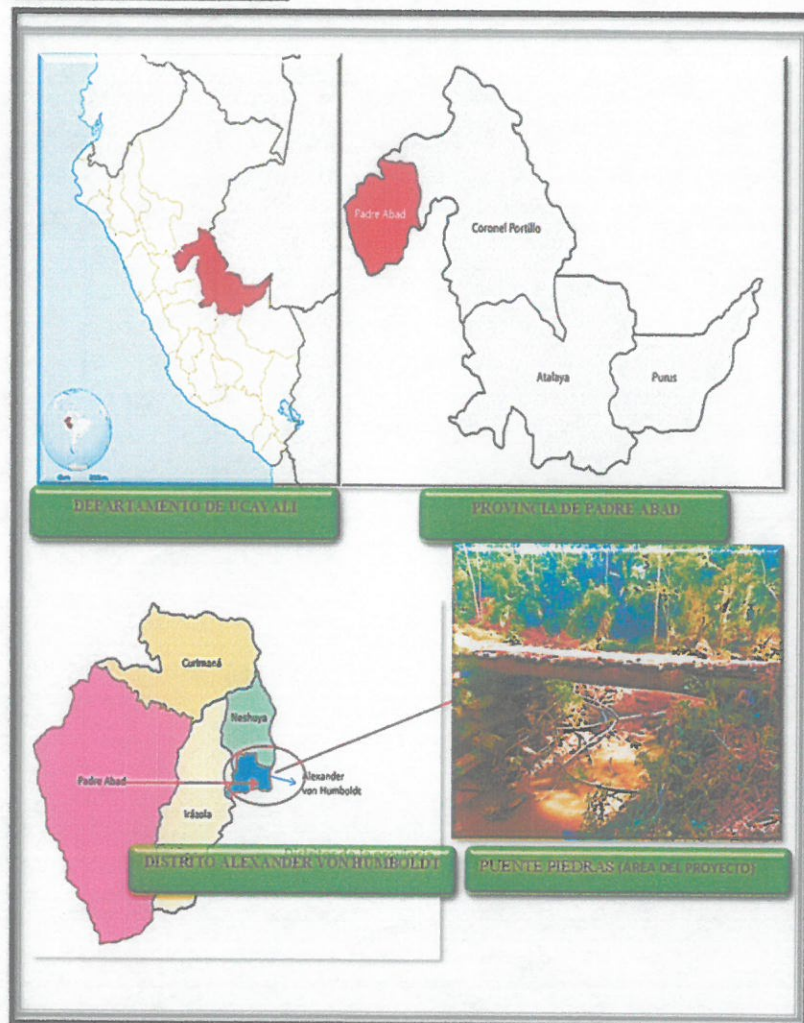 Padre Abad
Coronel Portillo
Atalaya
Purus
DEPARTAMENTO DE UCAYALI
PROVINCIA DE PADRE ABAD
Curimaná
Neshuya
Padre Abad
Irázola
Alexander
von Humboldt
DISTRITO ALEXANDER VON HUMBOLDT
PUENTE PIEDRAS (ÁREA DEL PROYECTO)